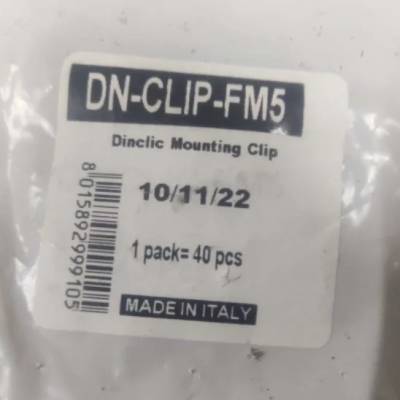 DN-CLIP-FM5
Dinclic Mounting Clip
10/11/22
1 pack= 40 pcs
MADE IN ITALY
8015892999105